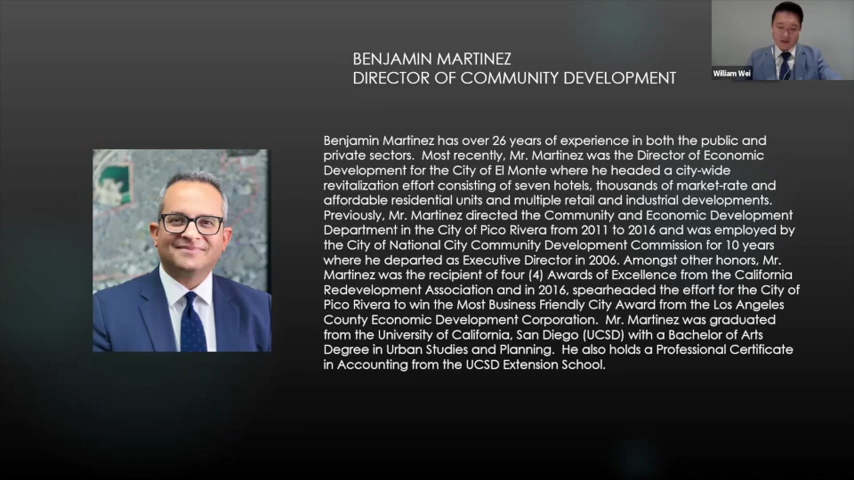 BENJAMIN MARTINEZ
DIRECTOR OF COMMUNITY DEVELOPMENT
William Wei
Benjamin Martinez has over 26 years of experience in both the public and
private sectors. Most recently, Mr. Martinez was the Director of Economic
Development for the City of El Monte where he headed a city-wide
revitalization effort consisting of seven hotels, thousands of market-rate and
affordable residential units and multiple retail and industrial developments.
Previously, Mr. Martinez directed the Community and Economic Development
Department in the City of Pico Rivera from 2011 to 2016 and was employed by
the City of National City Community Development Commission for 10 years
where he departed as Executive Director in 2006. Amongst other honors, Mr.
Martinez was the recipient of four (4) Awards of Excellence from the California
Redevelopment Association and in 2016, spearheaded the effort for the City of
Pico Rivera to win the Most Business Friendly City Award from the Los Angeles
County Economic Development Corporation. Mr. Martinez was graduated
from the University of California, San Diego (UCSD) with a Bachelor of Arts
Degree in Urban Studies and Planning. He also holds a Professional Certificate
in Accounting from the UCSD Extension School.